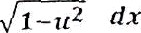 √1−u² dx